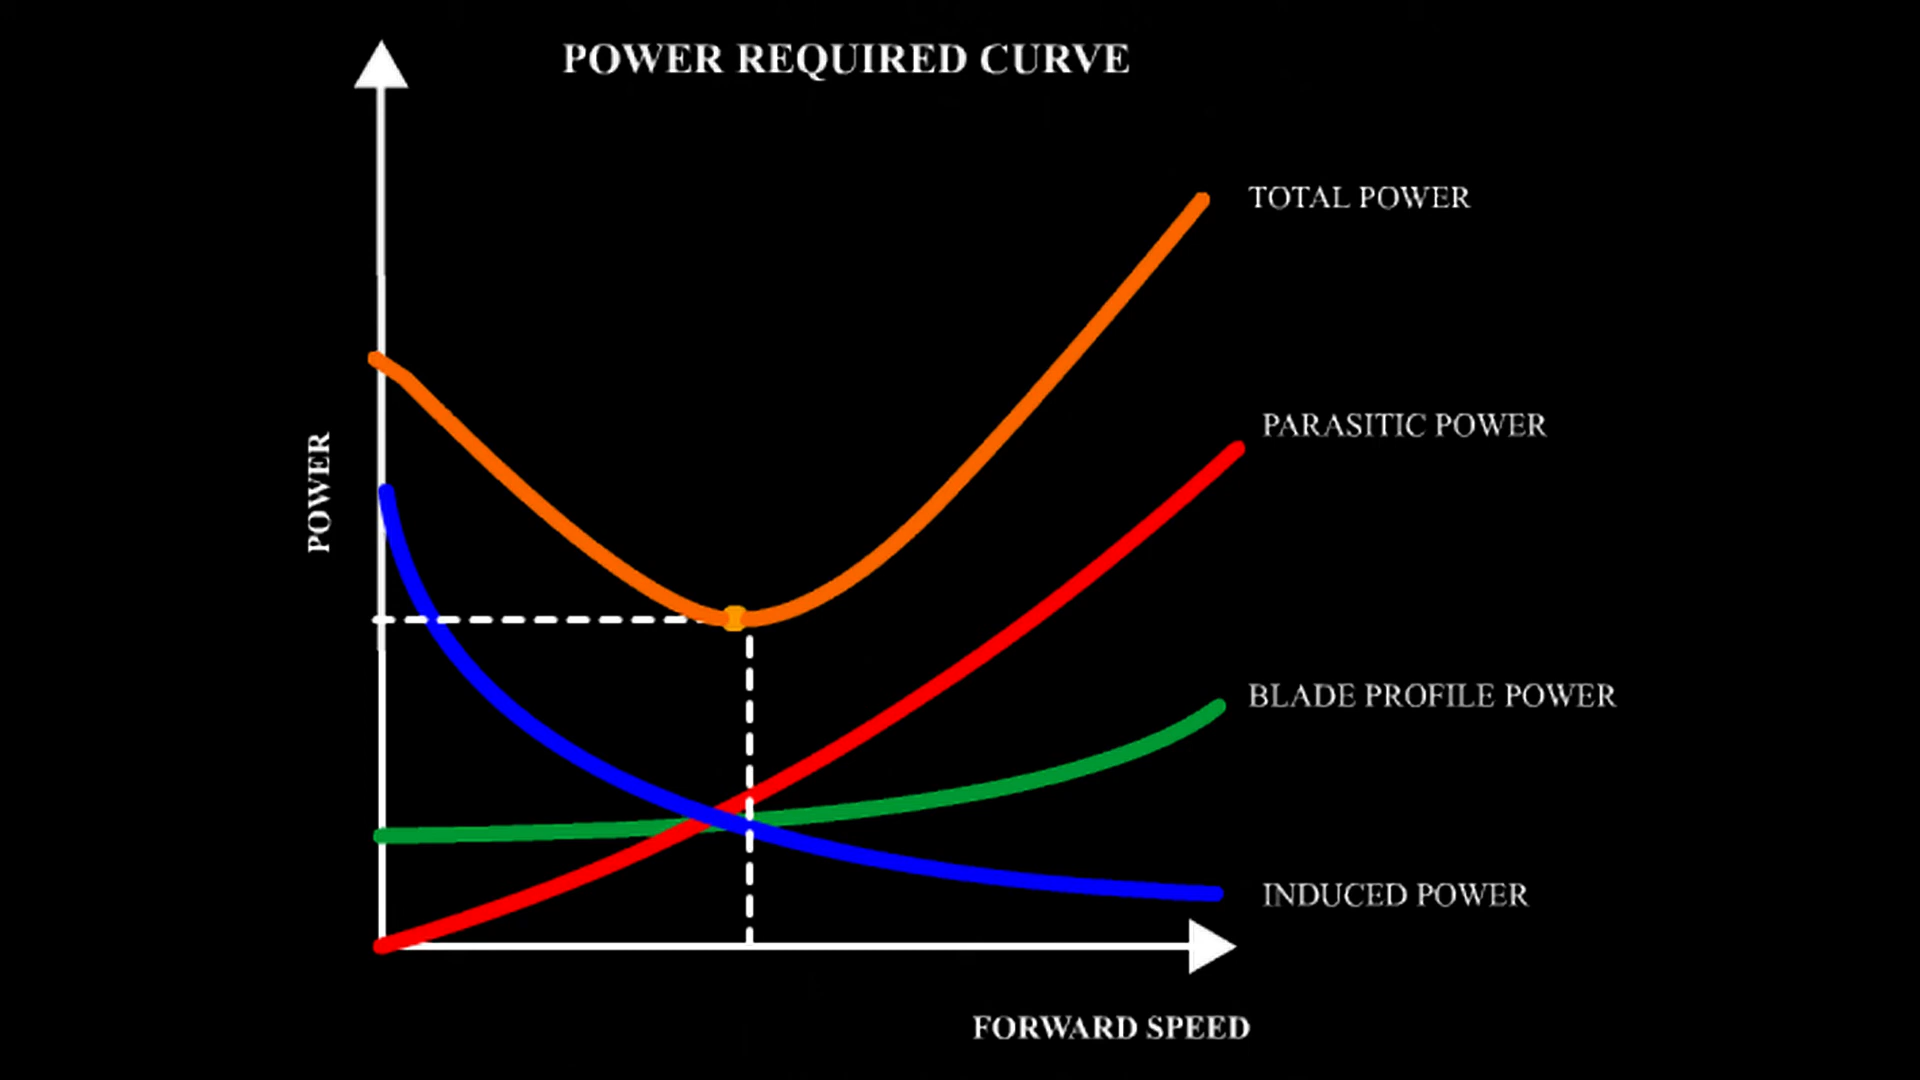 POWER REQUIRED CURVE
TOTAL POWER
PARASITIC POWER
POWER
BLADE PROFILE POWER
INDUCED POWER
FORWARD SPEED